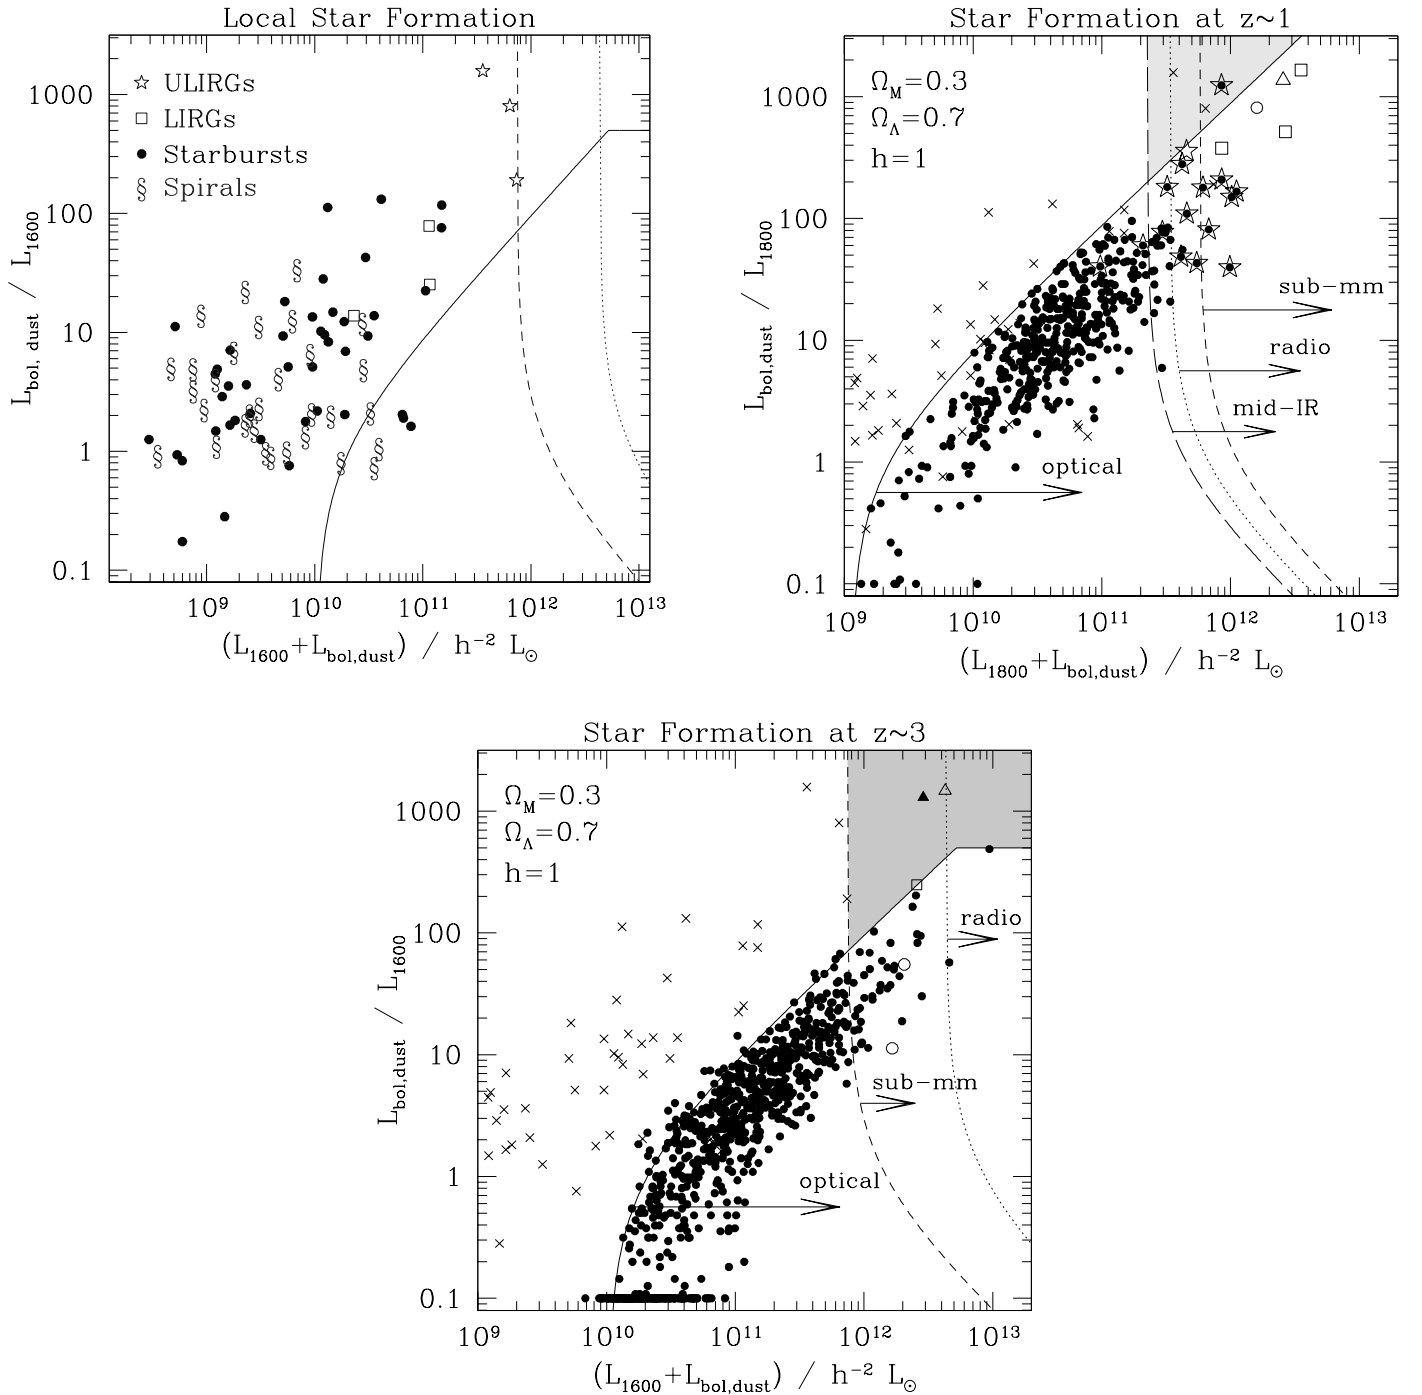 Local Star Formation
ULIRGs
LIRGs
Starbursts
Spirals
1000
100
10
1
0.1
L_bol, dust / L_1600
10^9 10^10 10^11 10^12 10^13
(L_1600+L_bol,dust) / h^−2 L_⊙
Star Formation at z~1
Ω_M=0.3
Ω_Λ=0.7
h=1
1000
100
10
1
0.1
L_bol,dust / L_1800
sub-mm
radio
mid-IR
optical
10^9 10^10 10^11 10^12 10^13
(L_1800+L_bol,dust) / h^−2 L_⊙
Star Formation at z~3
Ω_M=0.3
Ω_Λ=0.7
h=1
1000
100
10
1
0.1
L_bol,dust / L_1600
radio
sub-mm
optical
10^9 10^10 10^11 10^12 10^13
(L_1600+L_bol,dust) / h^−2 L_⊙